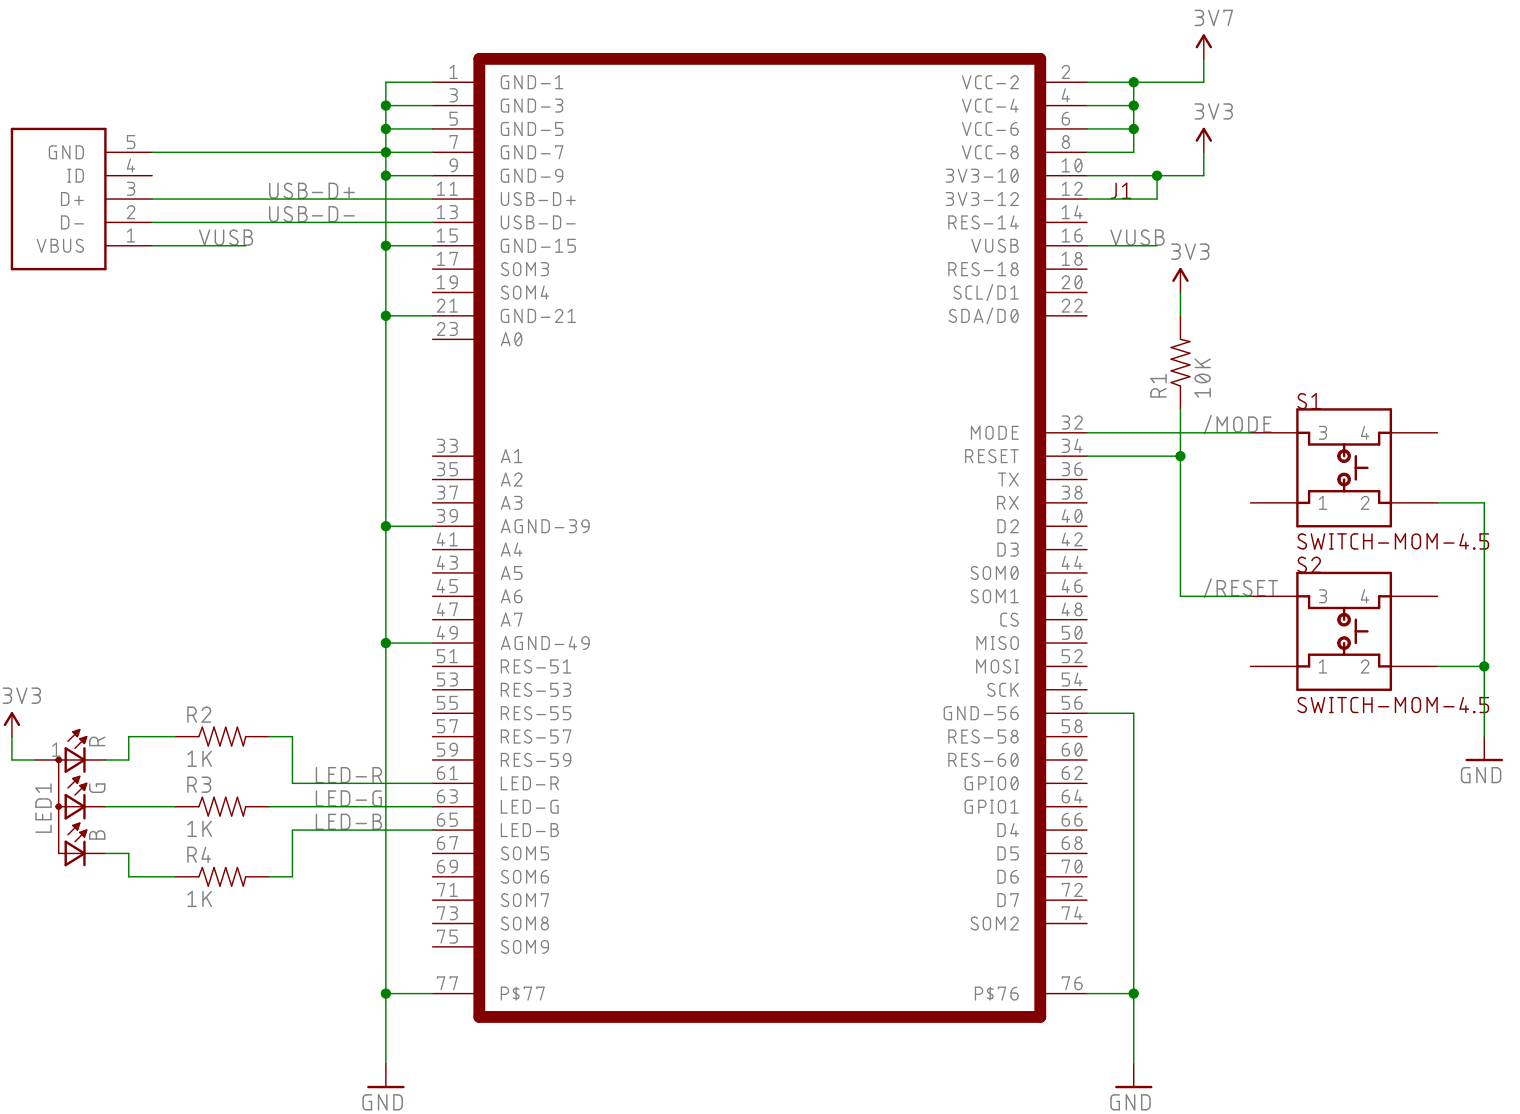 3V7
3V3
1 GND-1
3 GND-3
5 GND-5
7 GND-7
9 GND-9
11 USB-D+
13 USB-D-
15 GND-15
17 SOM3
19 SOM4
21 GND-21
23 A0
33 A1
35 A2
37 A3
39 AGND-39
41 A4
43 A5
45 A6
47 A7
49 AGND-49
51 RES-51
53 RES-53
55 RES-55
57 RES-57
59 RES-59
61 LED-R
63 LED-G
65 LED-B
67 SOM5
69 SOM6
71 SOM7
73 SOM8
75 SOM9
77 P$77
VCC-2 2
VCC-4 4
VCC-6 6
VCC-8 8
3V3-10 10
3V3-12 12
RES-14 14
VUSB 16
RES-18 18
SCL/D1 20
SDA/D0 22
MODE 32
RESET 34
TX 36
RX 38
D2 40
D3 42
SOM0 44
SOM1 46
CS 48
MISO 50
MOSI 52
SCK 54
GND-56 56
RES-58 58
RES-60 60
GPIO0 62
GPIO1 64
D4 66
D5 68
D6 70
D7 72
SOM2 74
P$76 76
J1
GND 5
ID 4
D+ 3
D- 2
VBUS 1
USB-D+
USB-D-
VUSB
VUSB
3V3
R1
10K
/MODE
S1
3 4
1 2
SWITCH-MOM-4.5
/RESET
S2
3 4
1 2
SWITCH-MOM-4.5
GND
3V3
LED1
1
R
G
B
R2
1K
R3
1K
R4
1K
LED-R
LED-G
LED-B
GND
GND